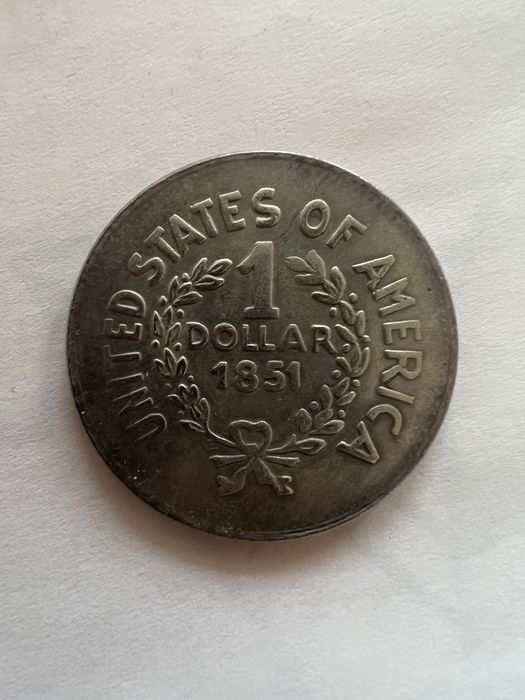 UNITED STATES OF AMERICA
1
DOLLAR
1851